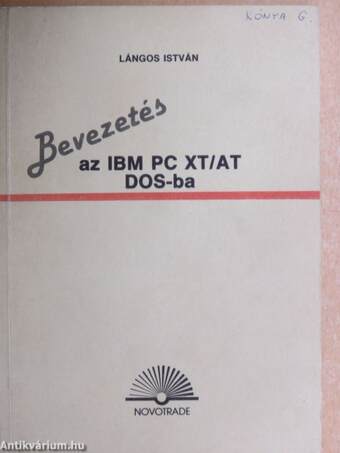 KÓNYA G.
LÁNGOS ISTVÁN
Bevezetés
az IBM PC XT/AT
DOS-ba
NOVOTRADE
Antikvárium.hu